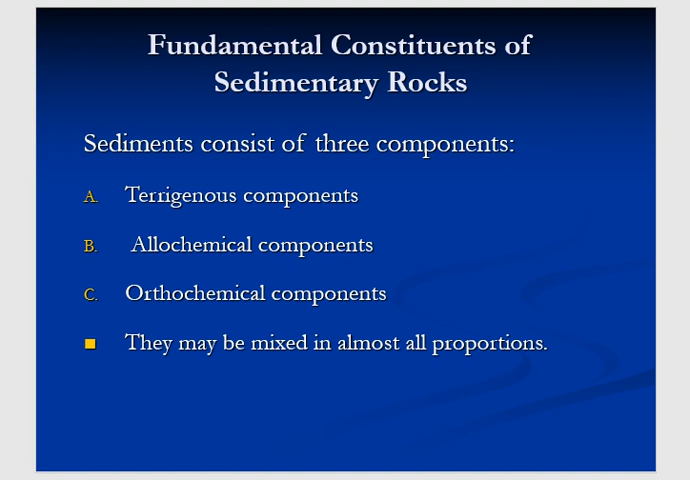 Fundamental Constituents of
Sedimentary Rocks
Sediments consist of three components:
A. Terrigenous components
B. Allochemical components
C. Orthochemical components
■ They may be mixed in almost all proportions.